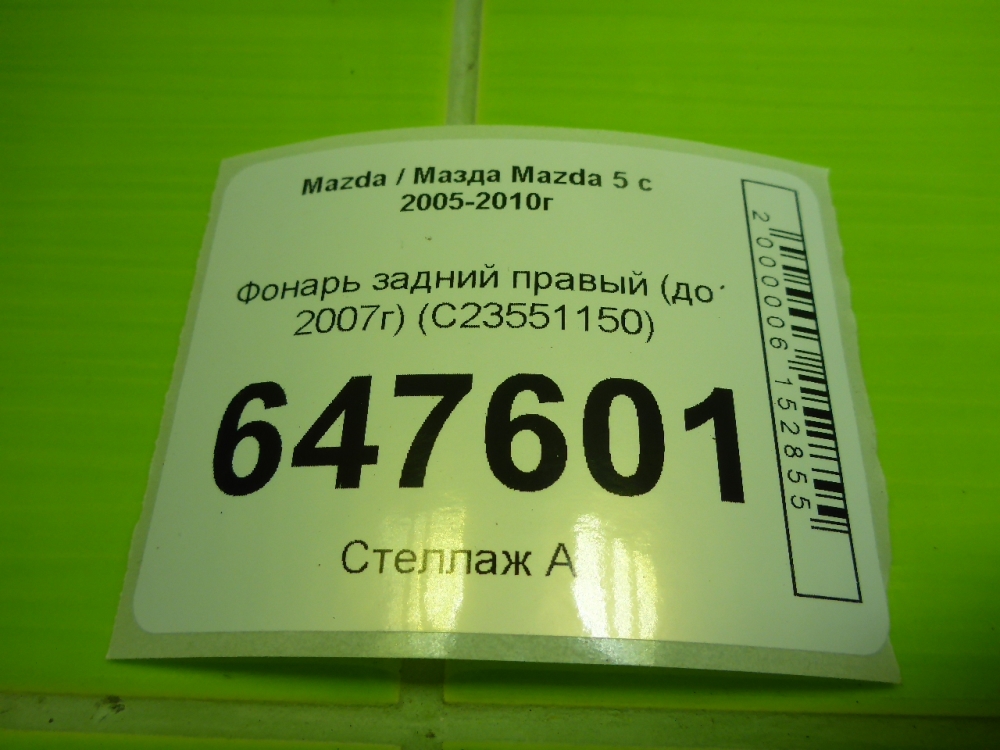 Mazda / Мазда Mazda 5 с
2005-2010г
Фонарь задний правый (до
2007г) (C23551150)
647601
Стеллаж А
2000006152855